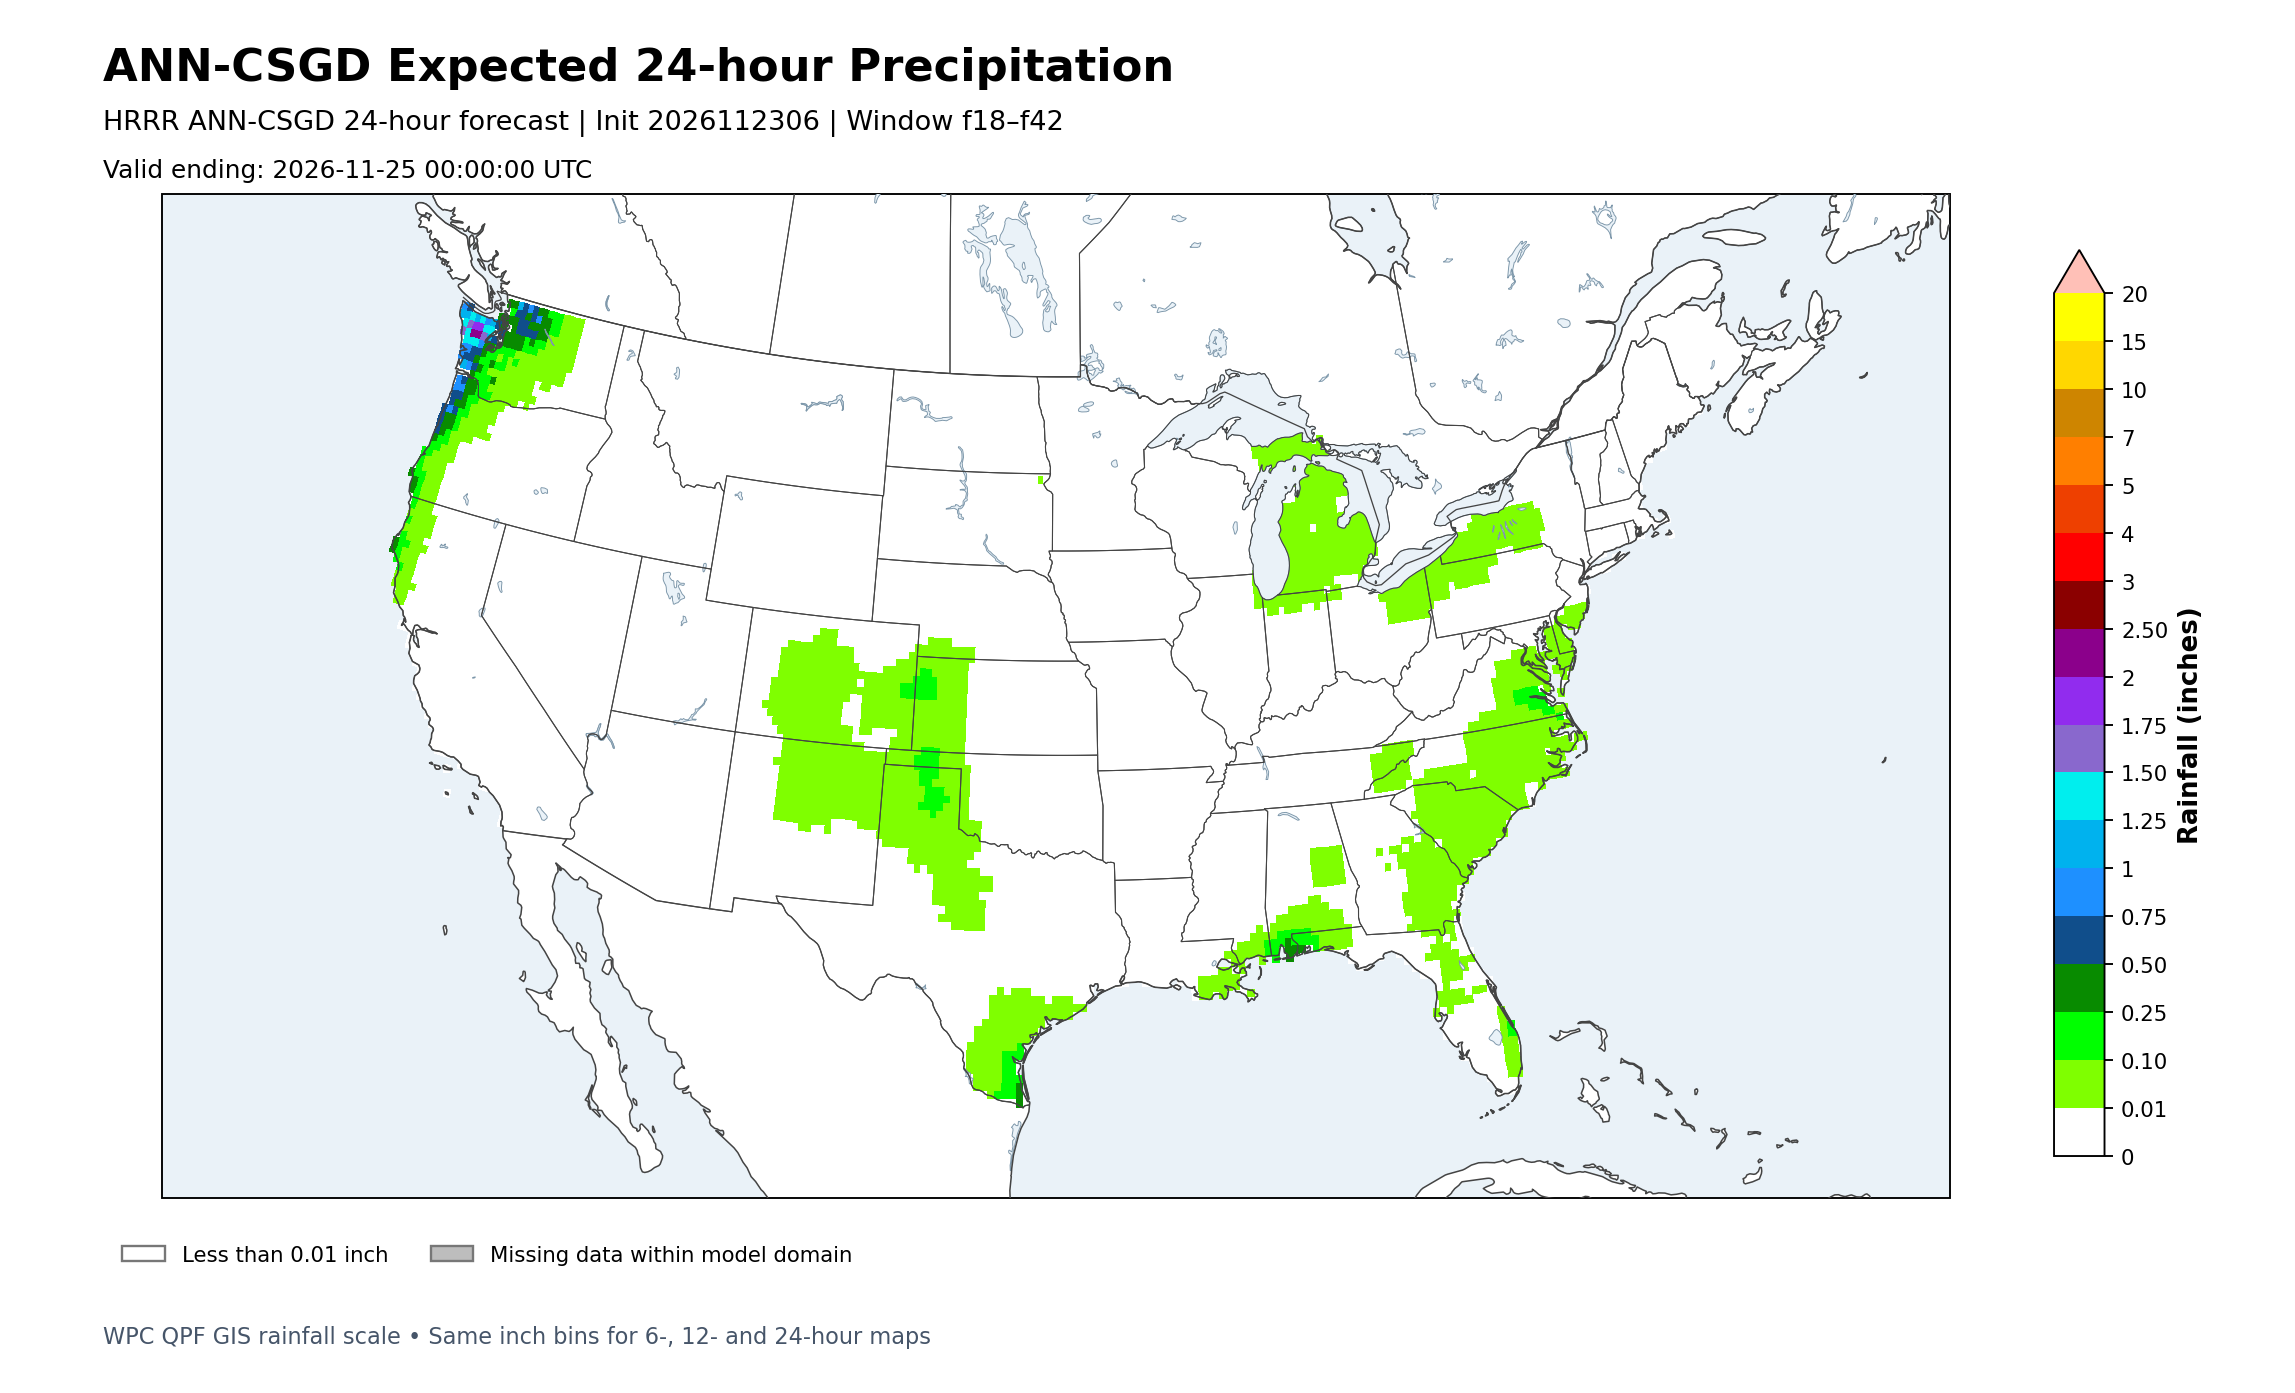 ANN-CSGD Expected 24-hour Precipitation
HRRR ANN-CSGD 24-hour forecast | Init 2026112306 | Window f18–f42
Valid ending: 2026-11-25 00:00:00 UTC
20
15
10
7
5
4
3
2.50
2
1.75
1.50
1.25
1
0.75
0.50
0.25
0.10
0.01
0
Rainfall (inches)
Less than 0.01 inch
Missing data within model domain
WPC QPF GIS rainfall scale • Same inch bins for 6-, 12- and 24-hour maps